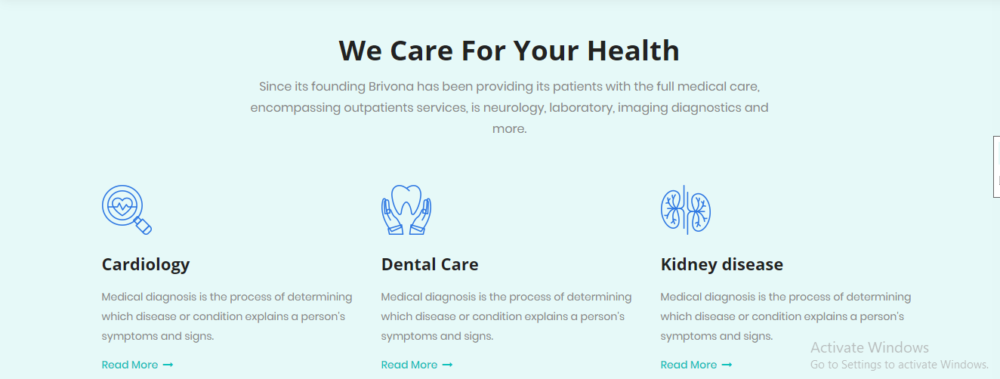 We Care For Your Health
Since its founding Brivona has been providing its patients with the full medical care,
encompassing outpatients services, is neurology, laboratory, imaging diagnostics and
more.
Cardiology
Medical diagnosis is the process of determining
which disease or condition explains a person's
symptoms and signs.
Read More
Dental Care
Medical diagnosis is the process of determining
which disease or condition explains a person's
symptoms and signs.
Read More
Kidney disease
Medical diagnosis is the process of determining
which disease or condition explains a person's
symptoms and signs.
Read More
Activate Windows
Go to Settings to activate Windows.